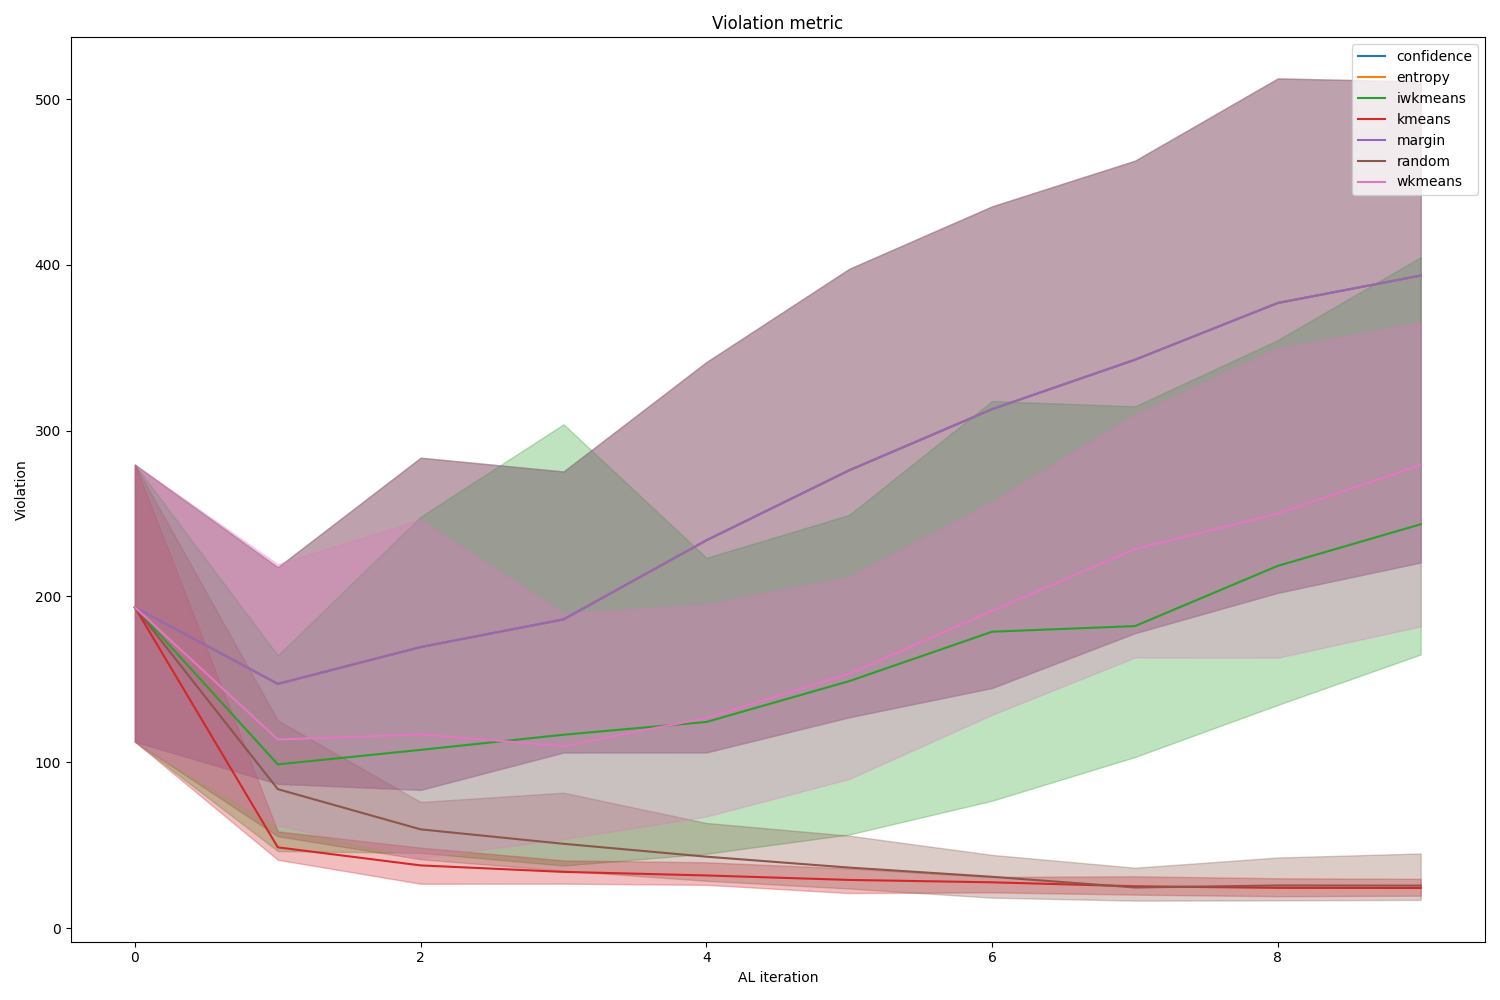 Violation metric
confidence
entropy
iwkmeans
kmeans
margin
random
wkmeans
500
400
300
200
100
0
Violation
0 2 4 6 8
AL iteration